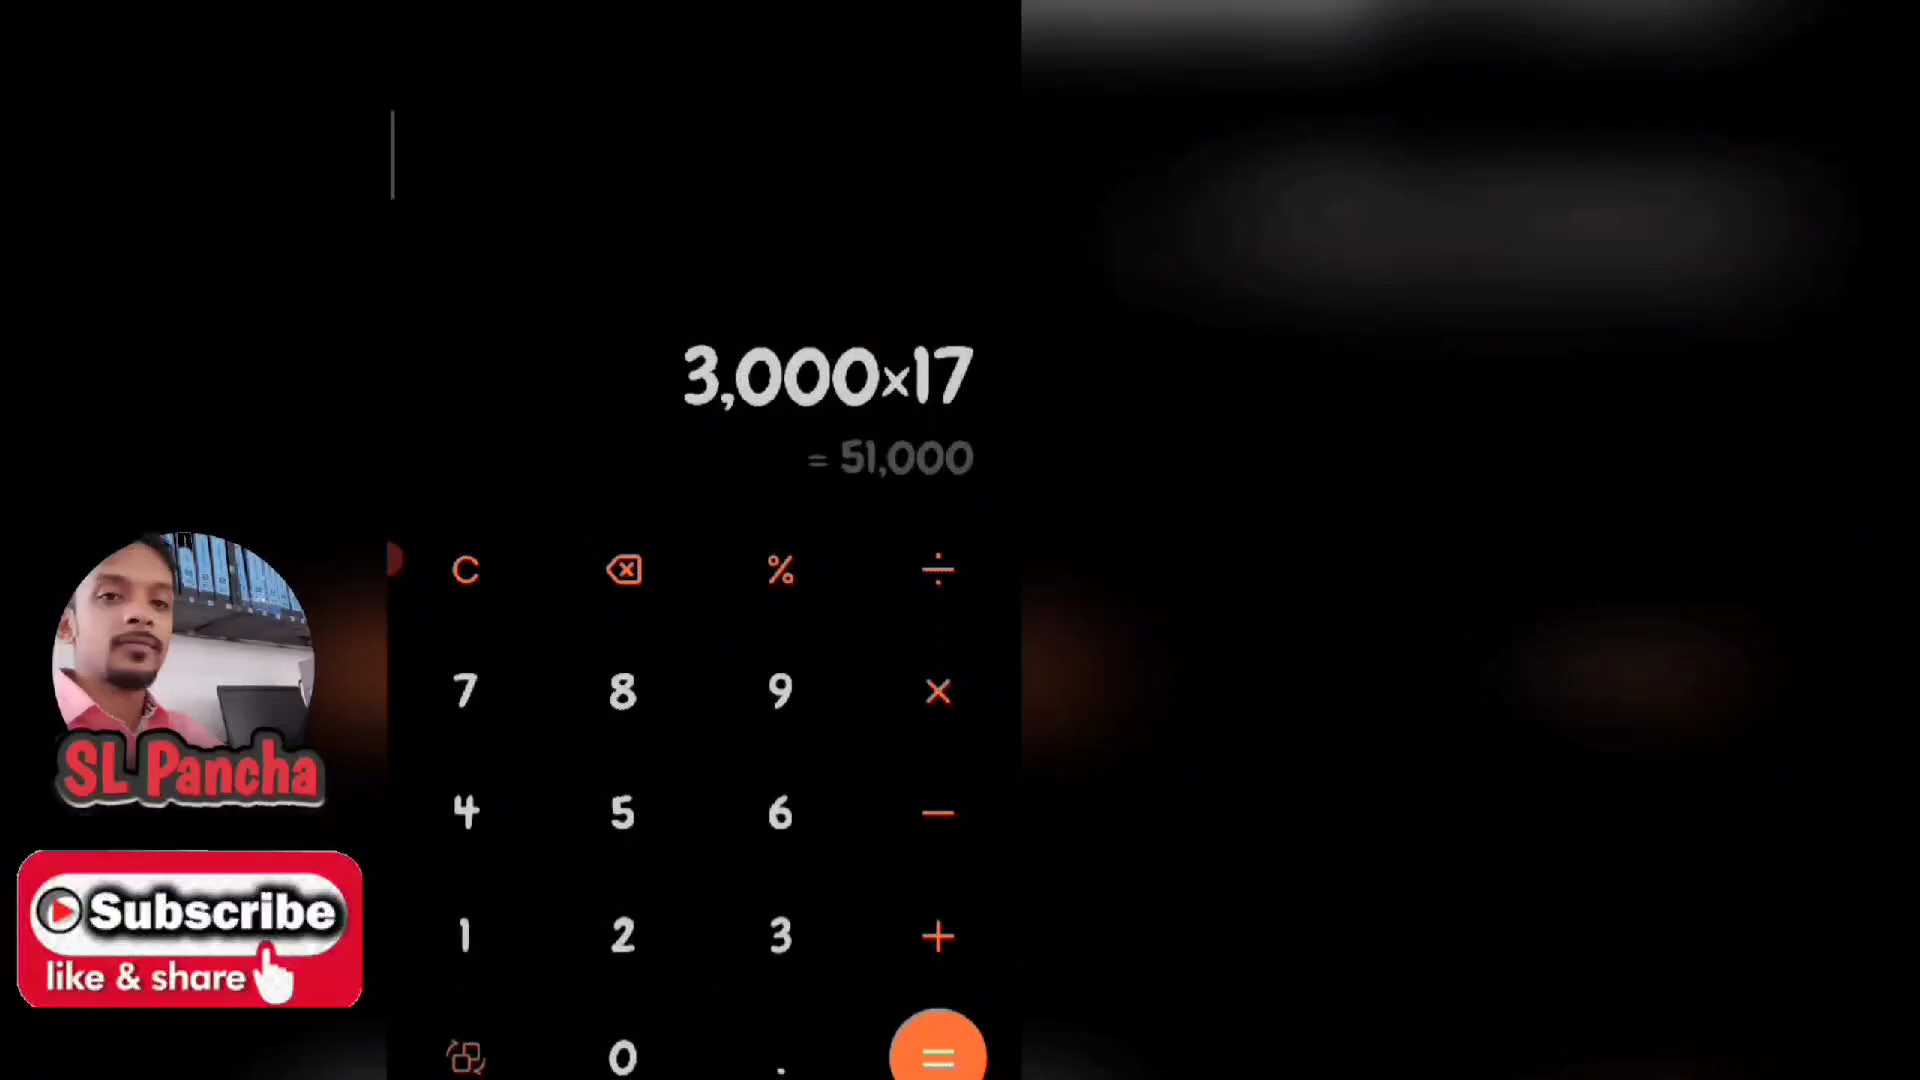 3,000×17
= 51,000
C % ÷
7 8 9 ×
4 5 6 −
1 2 3 +
0 . =
SL Pancha
Subscribe
like & share